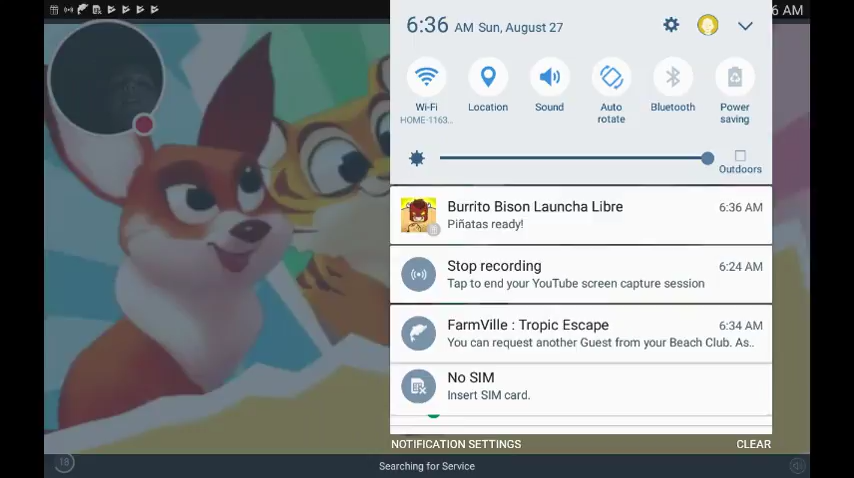 6 AM
6:36 AM Sun, August 27
Wi-Fi
HOME-1163...
Location
Sound
Auto
rotate
Bluetooth
Power
saving
Outdoors
Burrito Bison Launcha Libre 6:36 AM
Piñatas ready!
Stop recording 6:24 AM
Tap to end your YouTube screen capture session
FarmVille : Tropic Escape 6:34 AM
You can request another Guest from your Beach Club. As..
No SIM
Insert SIM card.
NOTIFICATION SETTINGS CLEAR
18
Searching for Service